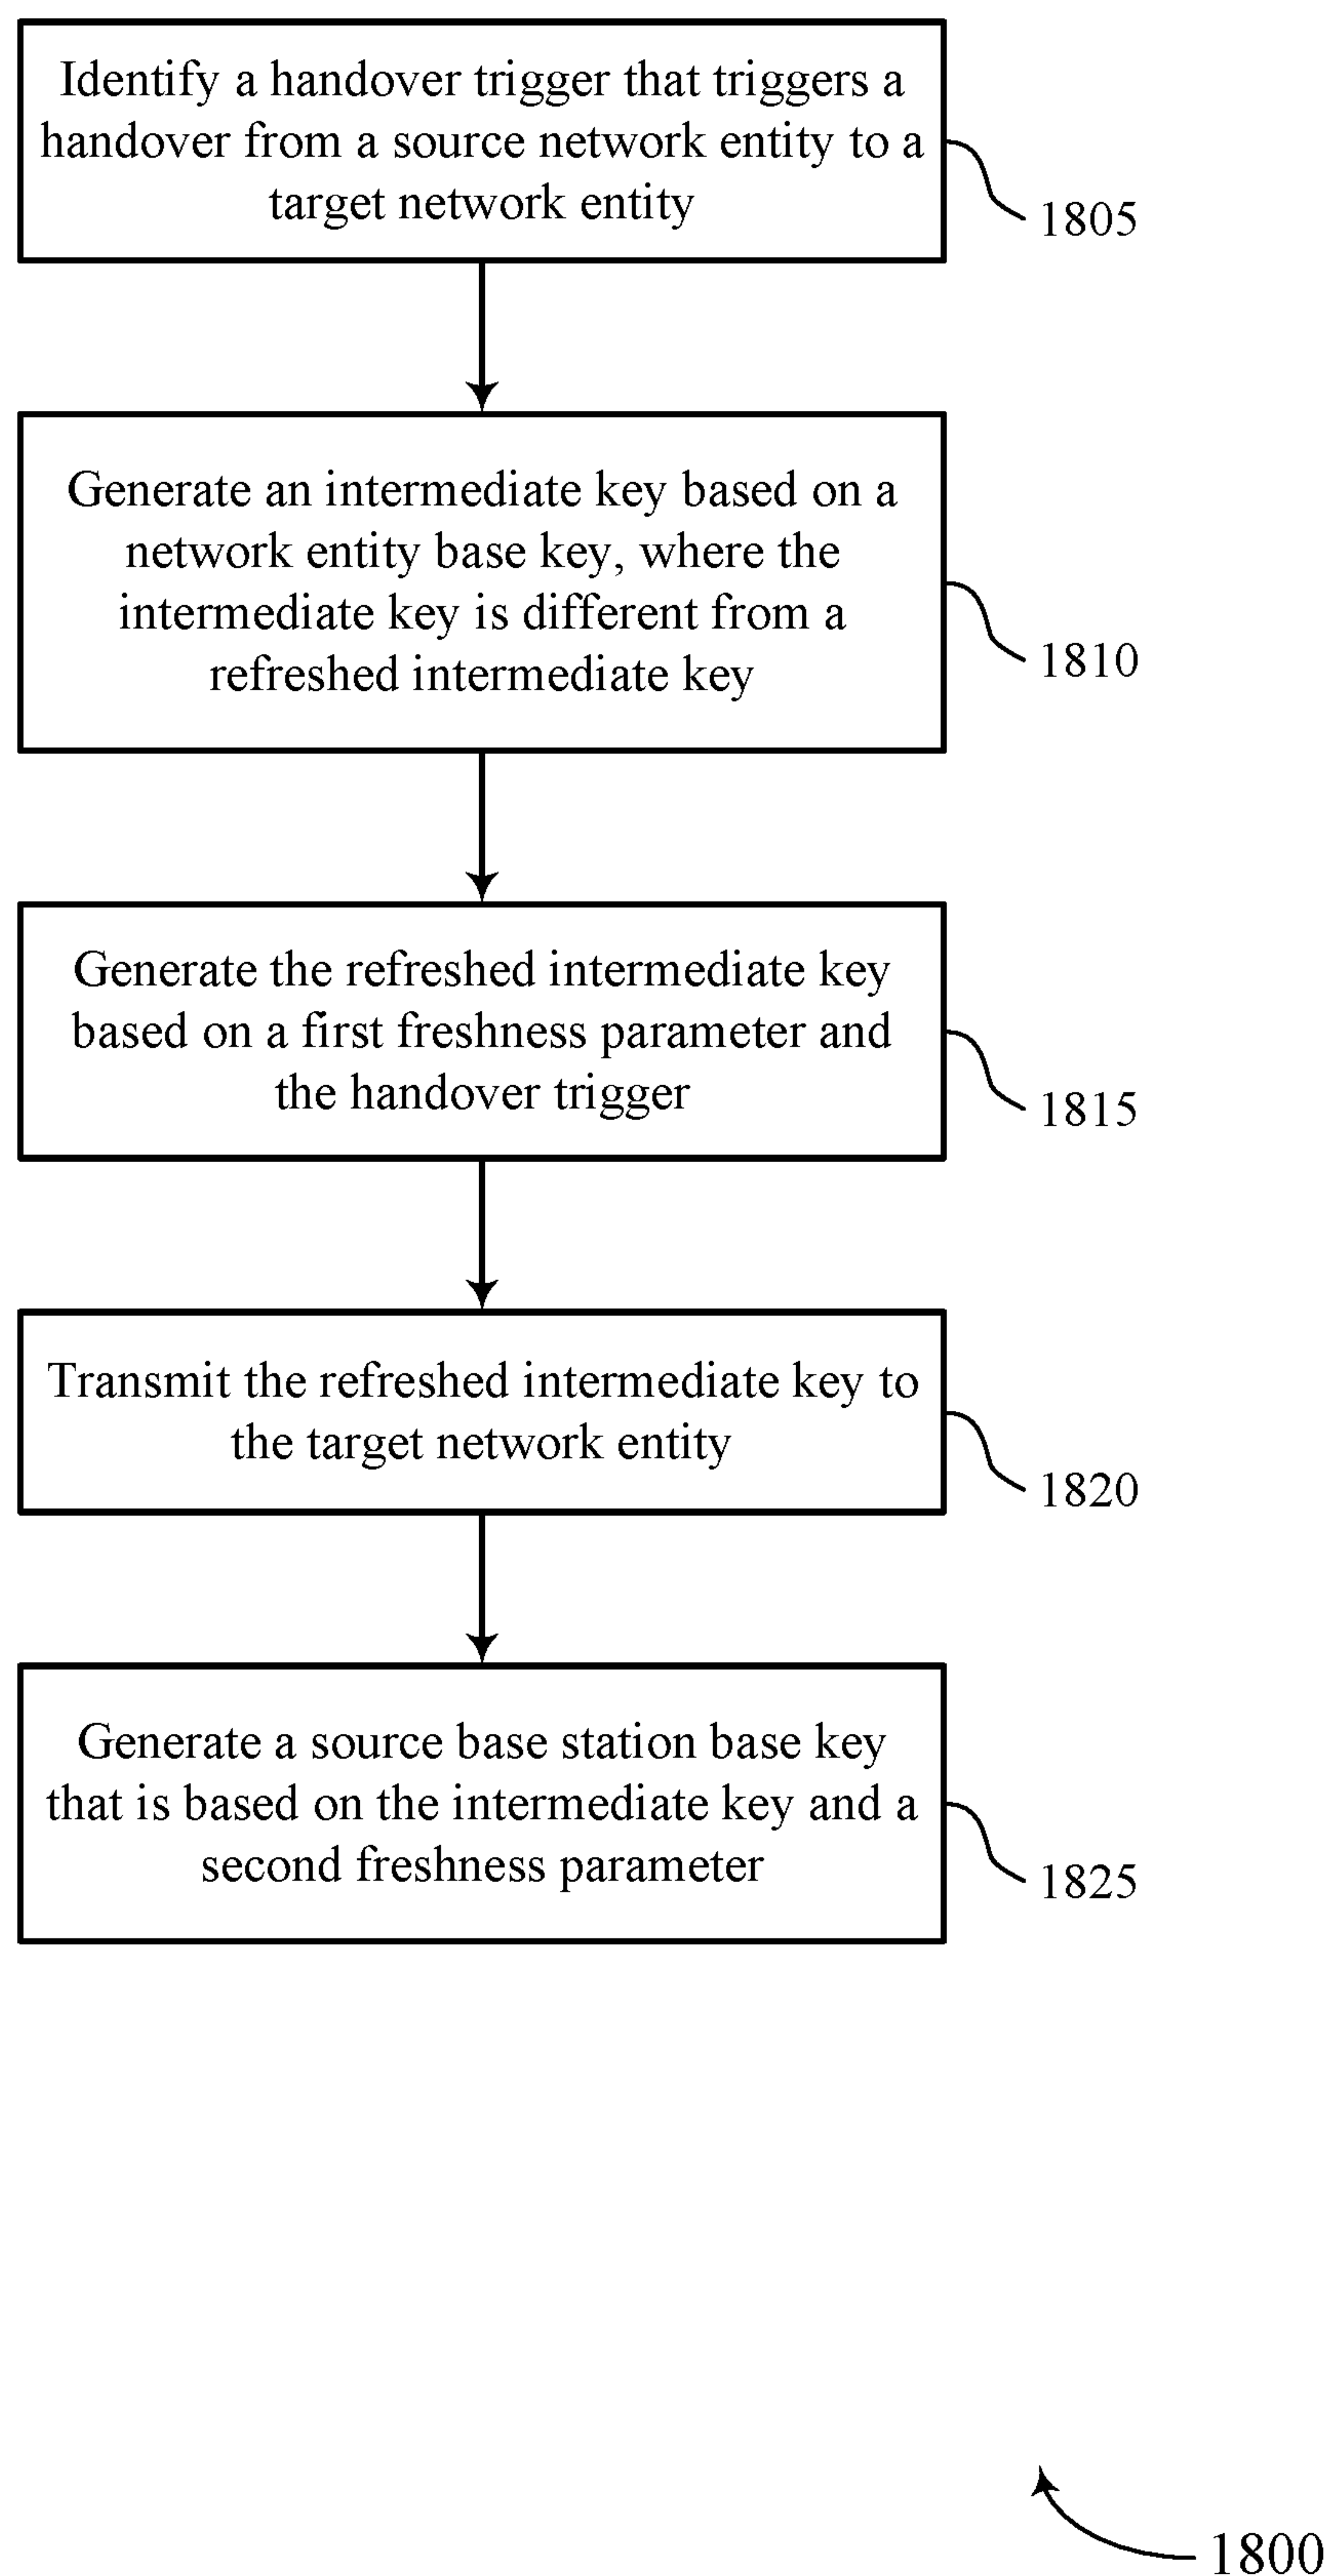 Identify a handover trigger that triggers a
handover from a source network entity to a
target network entity
1805
Generate an intermediate key based on a
network entity base key, where the
intermediate key is different from a
refreshed intermediate key
1810
Generate the refreshed intermediate key
based on a first freshness parameter and
the handover trigger
1815
Transmit the refreshed intermediate key to
the target network entity
1820
Generate a source base station base key
that is based on the intermediate key and a
second freshness parameter
1825
1800